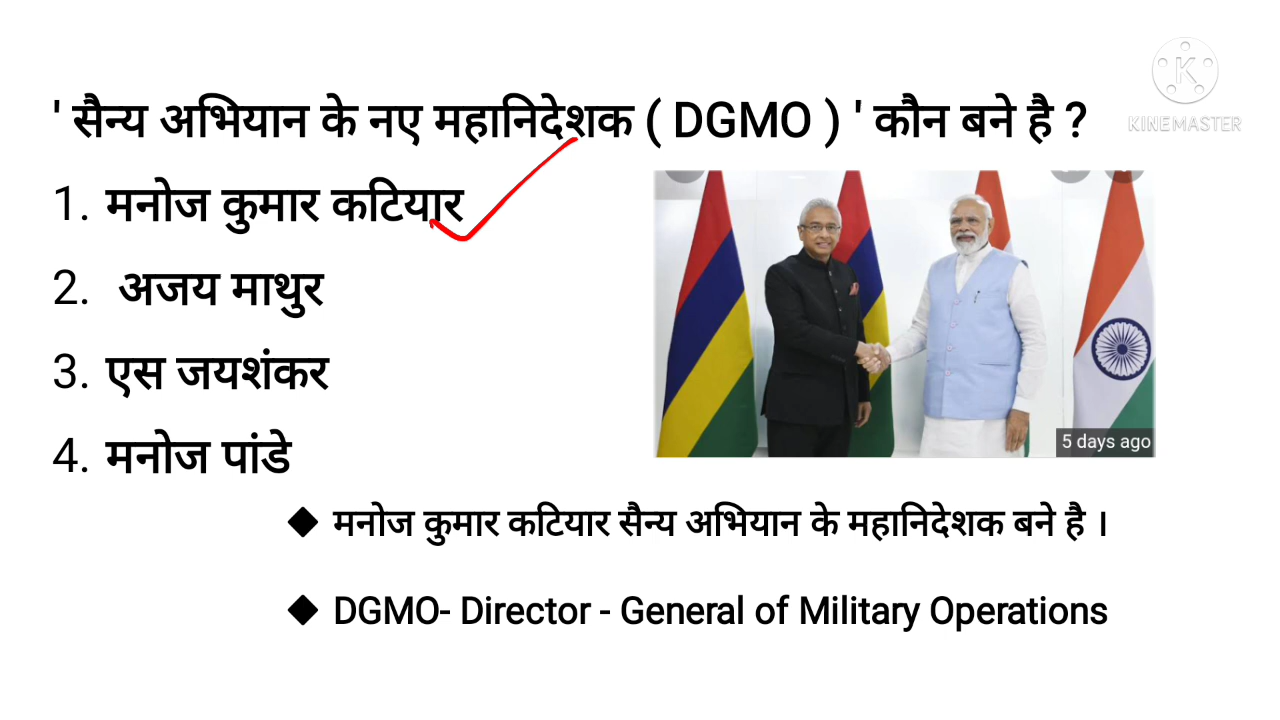 ' सैन्य अभियान के नए महानिदेशक ( DGMO ) ' कौन बने है ?
KINEMASTER
1. मनोज कुमार कटियार
2. अजय माथुर
3. एस जयशंकर
4. मनोज पांडे
5 days ago
◆ मनोज कुमार कटियार सैन्य अभियान के महानिदेशक बने है ।
◆ DGMO- Director - General of Military Operations